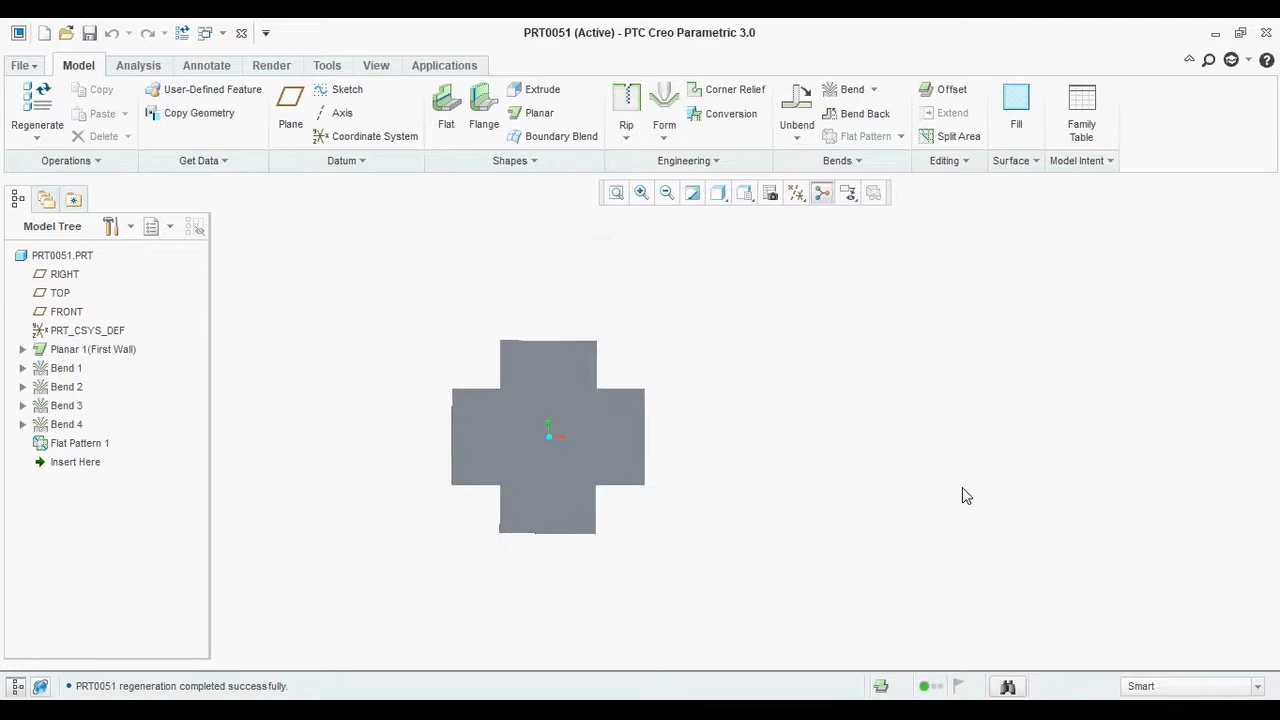 PRT0051 (Active) - PTC Creo Parametric 3.0
File Model Analysis Annotate Render Tools View Applications
Regenerate Copy Paste Delete
User-Defined Feature
Copy Geometry
Plane Sketch
Axis
Coordinate System
Flat Flange Extrude
Planar
Boundary Blend
Rip Form Corner Relief
Conversion
Unbend Bend
Bend Back
Flat Pattern
Offset
Extend
Split Area
Fill
Family
Table
Operations Get Data Datum Shapes Engineering Bends Editing Surface Model Intent
Model Tree
PRT0051.PRT
RIGHT
TOP
FRONT
PRT_CSYS_DEF
Planar 1(First Wall)
Bend 1
Bend 2
Bend 3
Bend 4
Flat Pattern 1
Insert Here
• PRT0051 regeneration completed successfully.
Smart